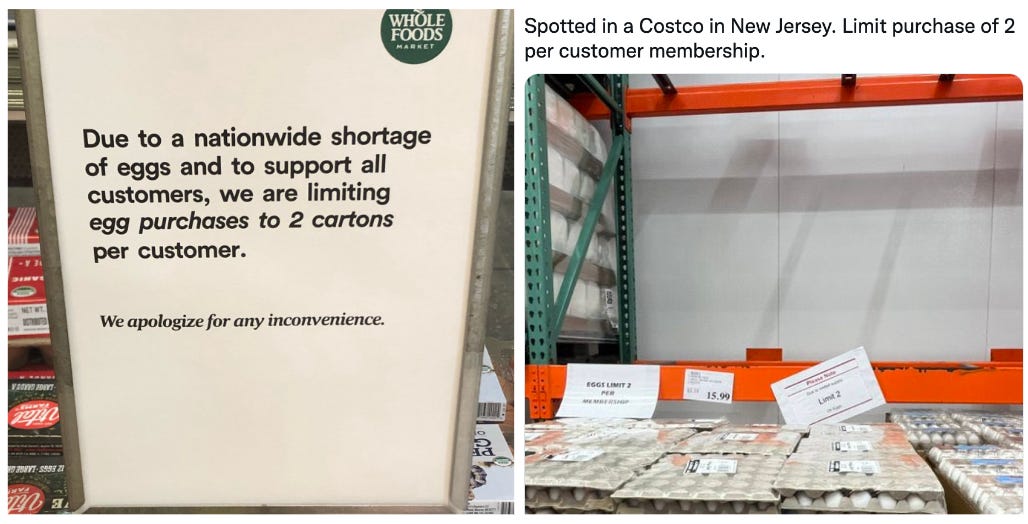 WHOLE
FOODS
MARKET
Due to a nationwide shortage
of eggs and to support all
customers, we are limiting
egg purchases to 2 cartons
per customer.
We apologize for any inconvenience.
Vital
Vital
Spotted in a Costco in New Jersey. Limit purchase of 2
per customer membership.
EGGS LIMIT 2
PER
MEMBERSHIP
15.99
Please Note
Limit 2